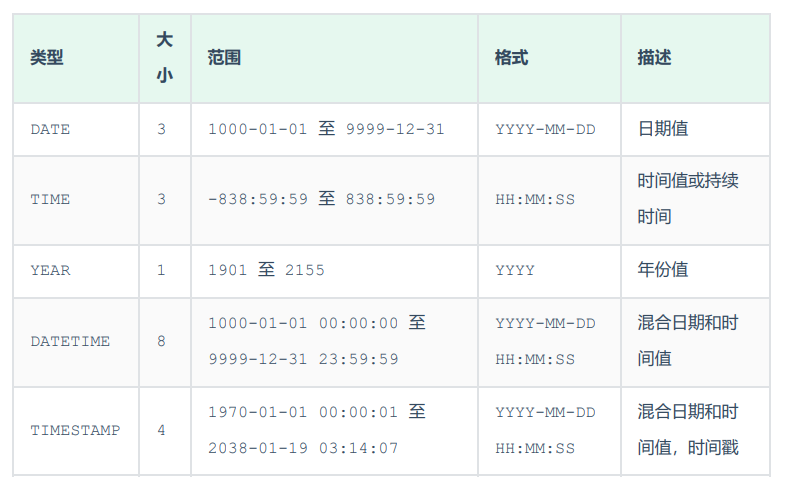 类型 大小 范围 格式 描述
DATE 3 1000-01-01 至 9999-12-31 YYYY-MM-DD 日期值
TIME 3 -838:59:59 至 838:59:59 HH:MM:SS 时间值或持续时间
YEAR 1 1901 至 2155 YYYY 年份值
DATETIME 8 1000-01-01 00:00:00 至 9999-12-31 23:59:59 YYYY-MM-DD HH:MM:SS 混合日期和时间值
TIMESTAMP 4 1970-01-01 00:00:01 至 2038-01-19 03:14:07 YYYY-MM-DD HH:MM:SS 混合日期和时间值，时间戳